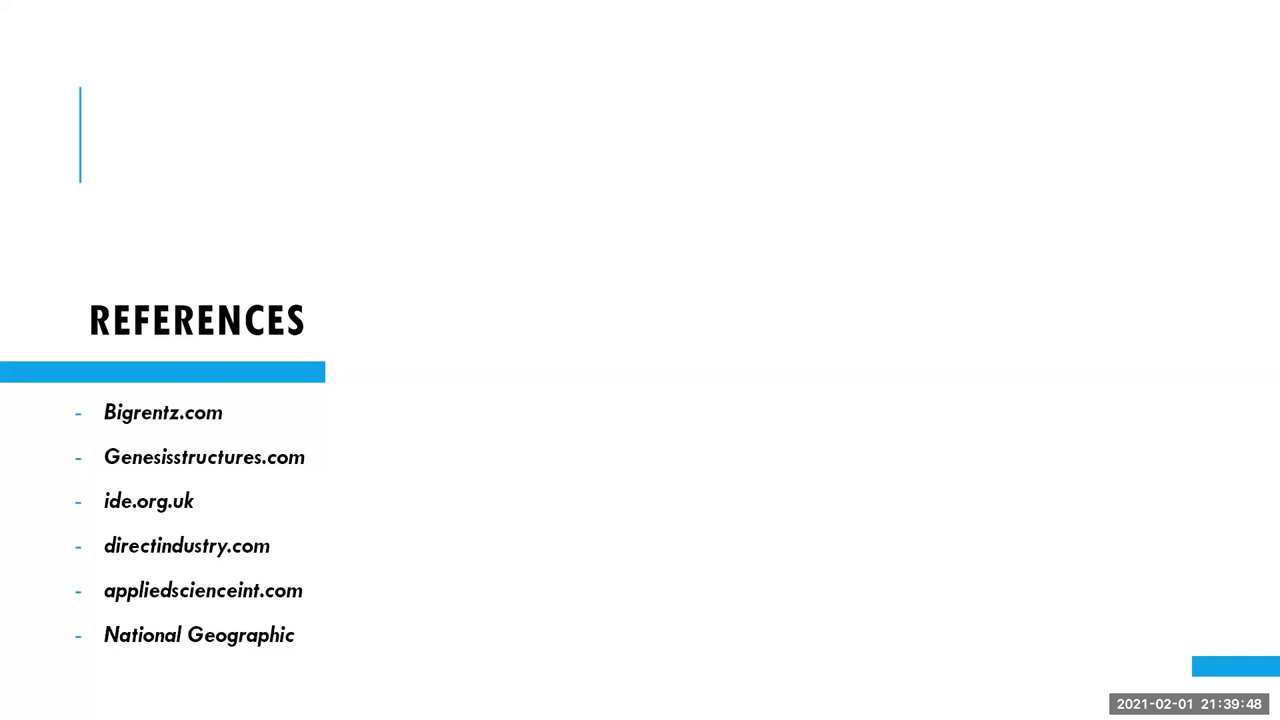 REFERENCES
- Bigrentz.com
- Genesisstructures.com
- ide.org.uk
- directindustry.com
- appliedscienceint.com
- National Geographic
2021-02-01 21:39:48